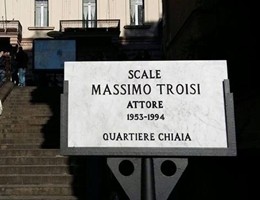 SCALE
MASSIMO TROISI
ATTORE
1953-1994
QUARTIERE CHIAIA